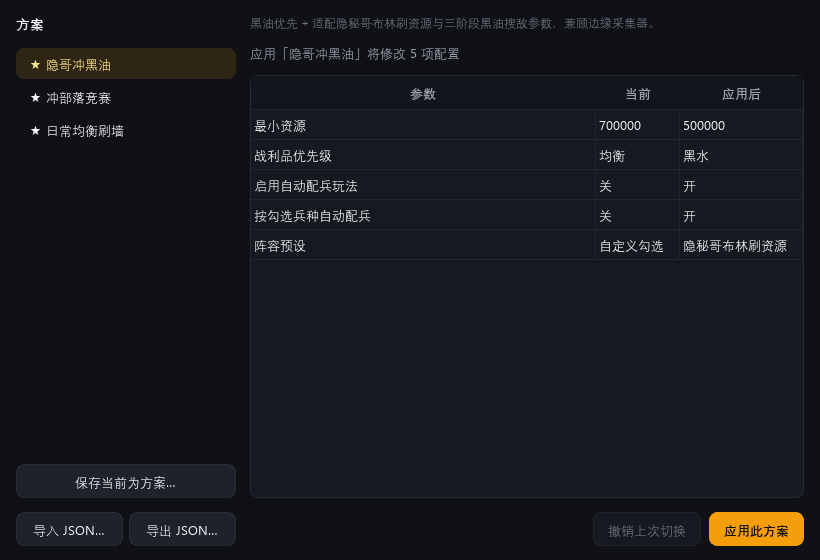 方案
★ 隐哥冲黑油
★ 冲部落竞赛
★ 日常均衡刷墙
保存当前为方案...
导入 JSON...
导出 JSON...
黑油优先 + 适配隐秘哥布林刷资源与三阶段黑油搜敌参数，兼顾边缘采集器。
应用「隐哥冲黑油」将修改 5 项配置
参数 当前 应用后
最小资源 700000 500000
战利品优先级 均衡 黑水
启用自动配兵玩法 关 开
按勾选兵种自动配兵 关 开
阵容预设 自定义勾选 隐秘哥布林刷资源
撤销上次切换
应用此方案